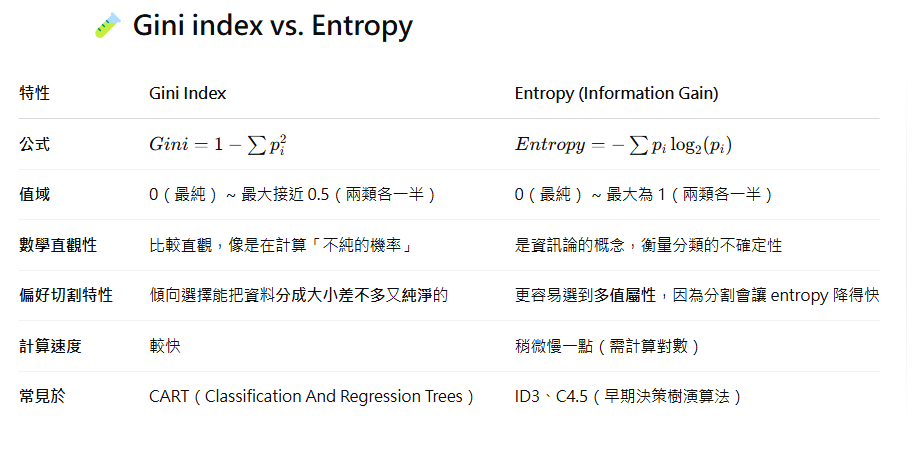 🧪 Gini index vs. Entropy
特性 Gini Index Entropy (Information Gain)
公式 Gini = 1 − ∑ p_i^2 Entropy = − ∑ p_i log_2(p_i)
值域 0（最純）~ 最大接近 0.5（兩類各一半） 0（最純）~ 最大為 1（兩類各一半）
數學直觀性 比較直觀，像是在計算「不純的機率」 是資訊論的概念，衡量分類的不確定性
偏好切割特性 傾向選擇能把資料分成大小差不多又純淨的 更容易選到多值屬性，因為分割會讓 entropy 降得快
計算速度 較快 稍微慢一點（需計算對數）
常見於 CART（Classification And Regression Trees） ID3、C4.5（早期決策樹演算法）